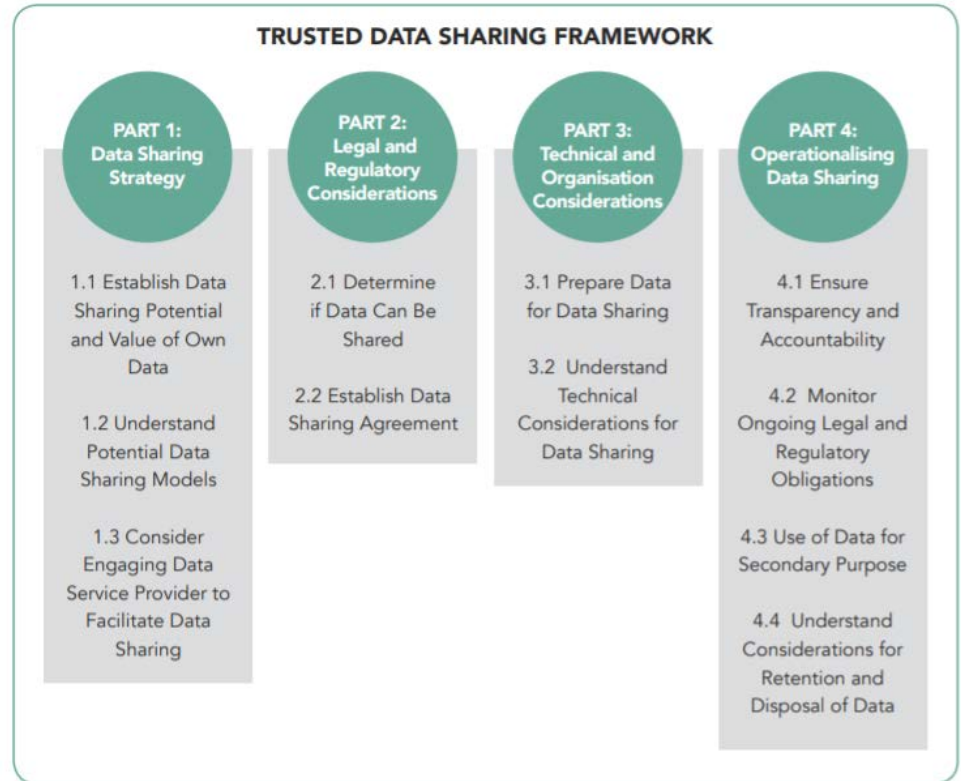 TRUSTED DATA SHARING FRAMEWORK
PART 1:
Data Sharing
Strategy
1.1 Establish Data
Sharing Potential
and Value of Own
Data
1.2 Understand
Potential Data
Sharing Models
1.3 Consider
Engaging Data
Service Provider to
Facilitate Data
Sharing
PART 2:
Legal and
Regulatory
Considerations
2.1 Determine
if Data Can Be
Shared
2.2 Establish Data
Sharing Agreement
PART 3:
Technical and
Organisation
Considerations
3.1 Prepare Data
for Data Sharing
3.2 Understand
Technical
Considerations for
Data Sharing
PART 4:
Operationalising
Data Sharing
4.1 Ensure
Transparency and
Accountability
4.2 Monitor
Ongoing Legal and
Regulatory
Obligations
4.3 Use of Data for
Secondary Purpose
4.4 Understand
Considerations for
Retention and
Disposal of Data